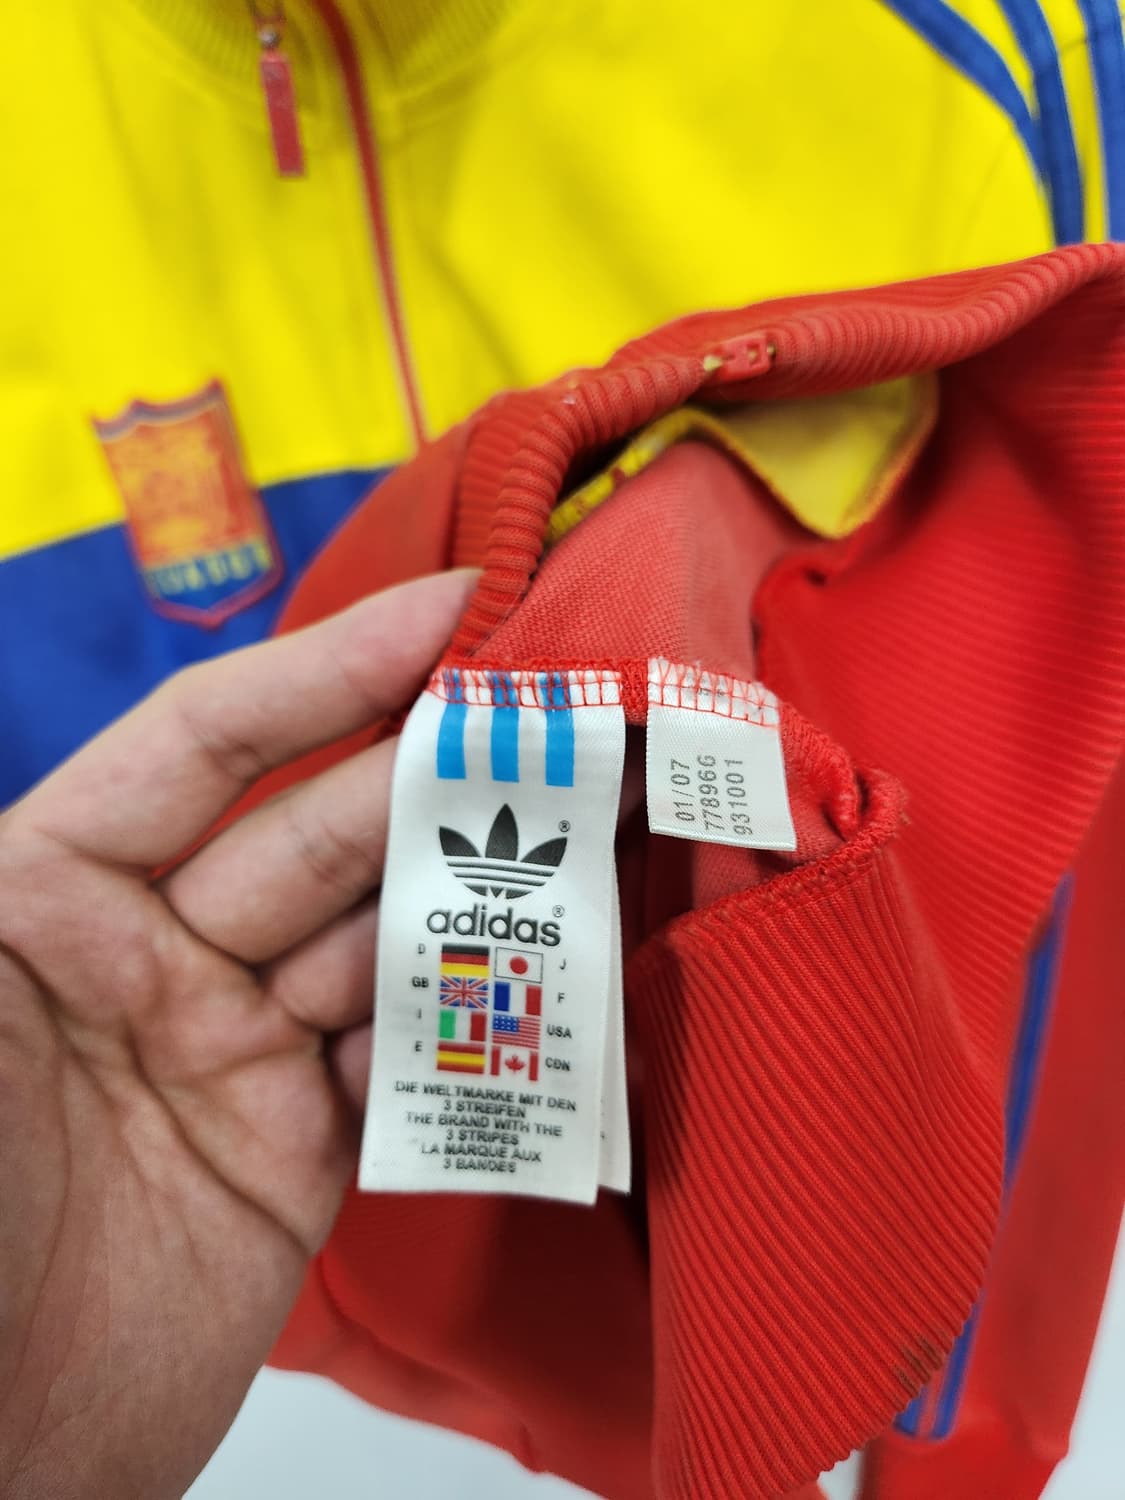 adidas
D
J
GB
F
I
USA
E
CDN
DIE WELTMARKE MIT DEN
3 STREIFEN
THE BRAND WITH THE
3 STRIPES
LA MARQUE AUX
3 BANDES
01/07
778966
931001